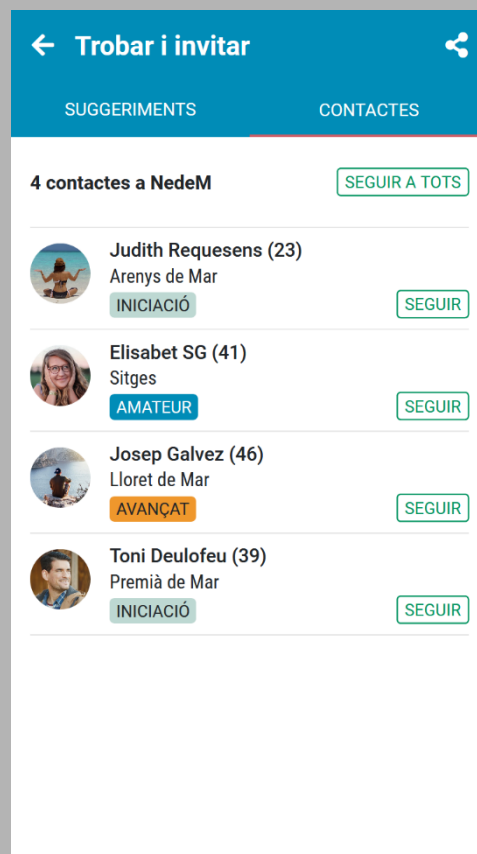 Trobar i invitar
SUGGERIMENTS CONTACTES
4 contactes a NedeM SEGUIR A TOTS
Judith Requesens (23)
Arenys de Mar
INICIACIÓ SEGUIR
Elisabet SG (41)
Sitges
AMATEUR SEGUIR
Josep Galvez (46)
Lloret de Mar
AVANÇAT SEGUIR
Toni Deulofeu (39)
Premià de Mar
INICIACIÓ SEGUIR